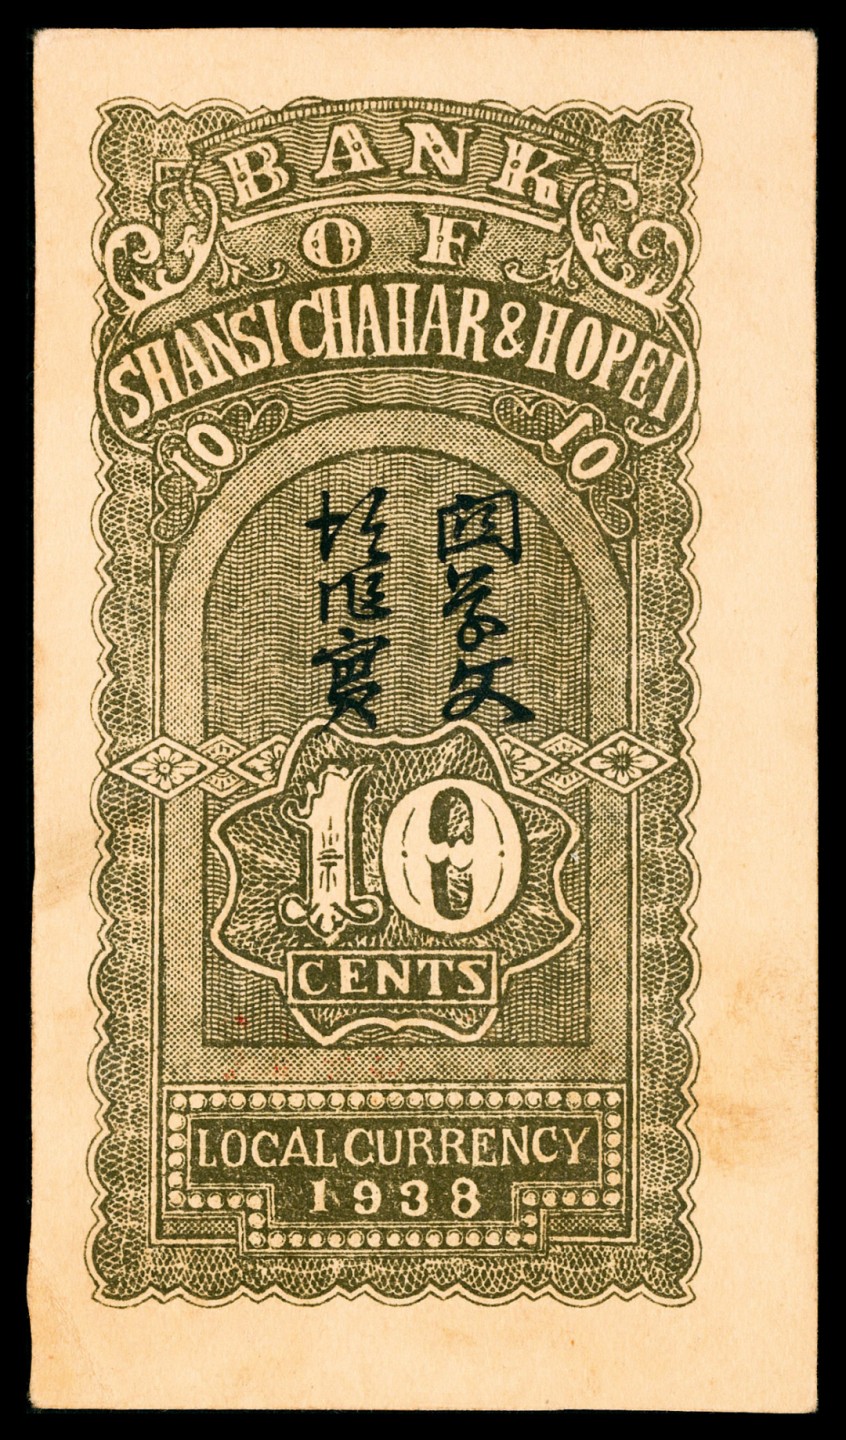 BANK
OF
SHANSI CHAHAR & HOPEI
10 10
関学文
10
CENTS
LOCAL CURRENCY
1938